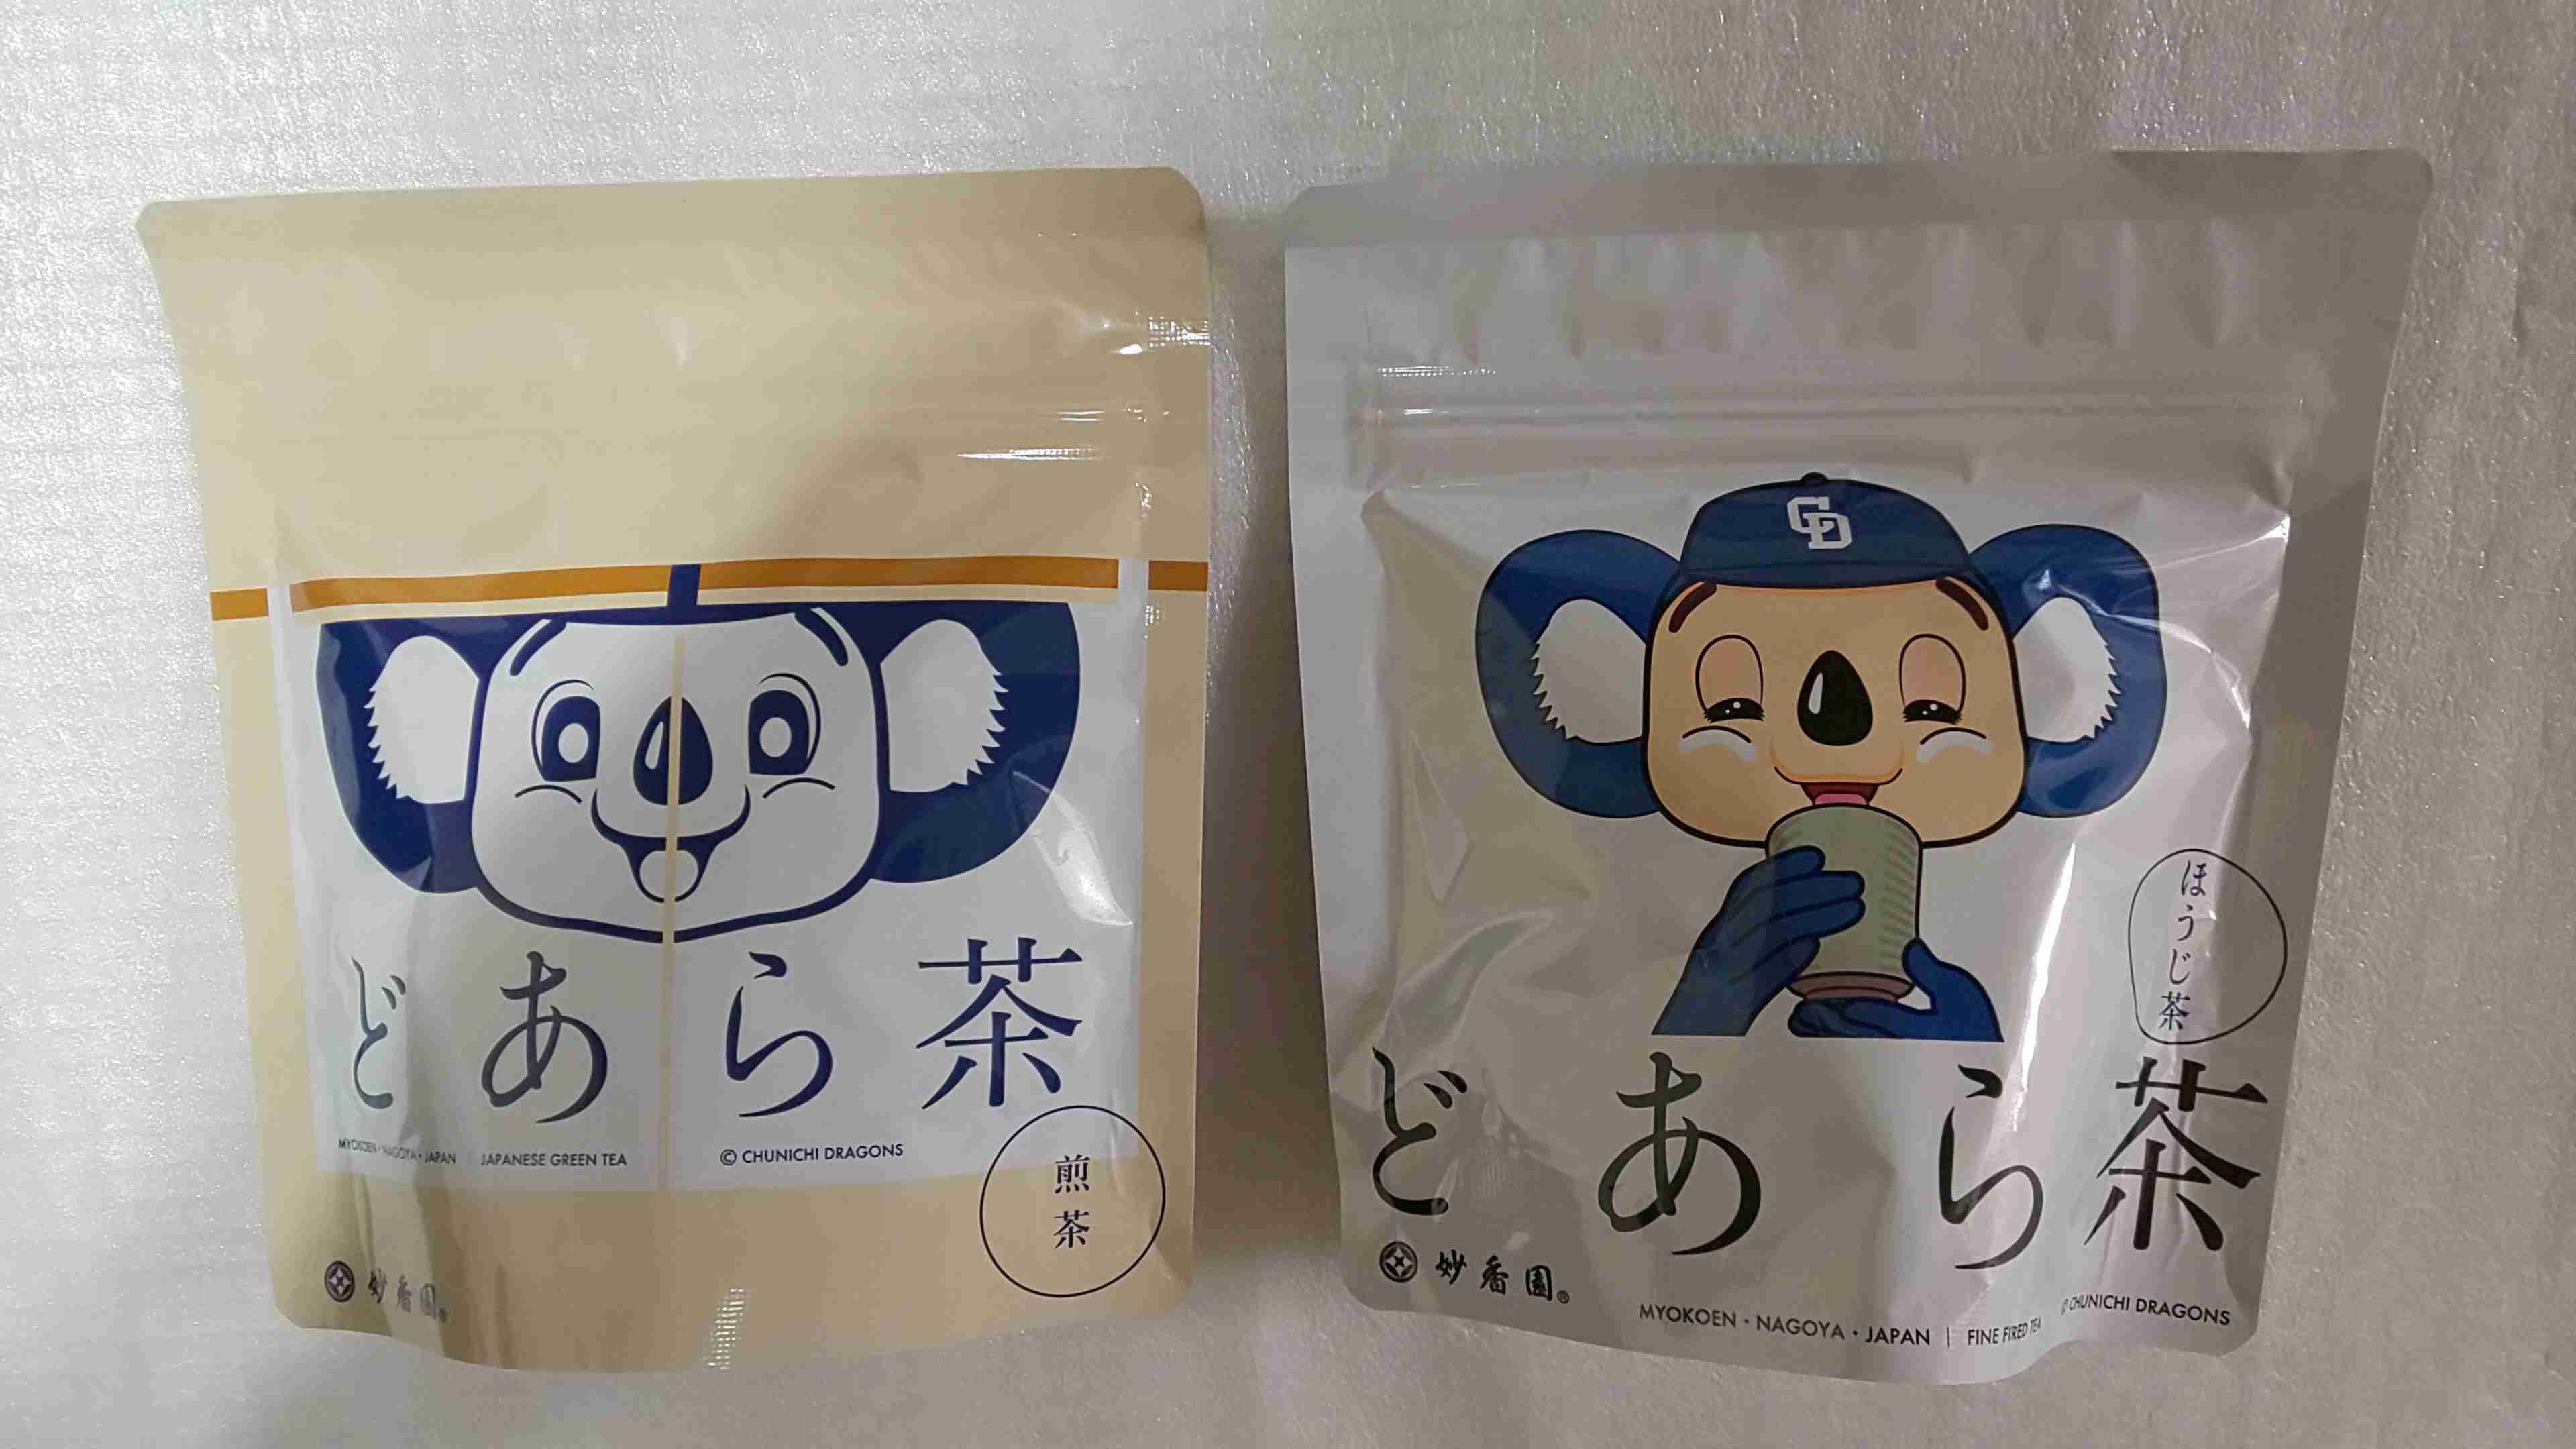 どあら茶
MYOKOEN・NAGOYA・JAPAN | JAPANESE GREEN TEA
© CHUNICHI DRAGONS
煎茶
妙香園®
CD
ほうじ茶
どあら茶
妙香園®
MYOKOEN・NAGOYA・JAPAN | FINE FIRED TEA
© CHUNICHI DRAGONS